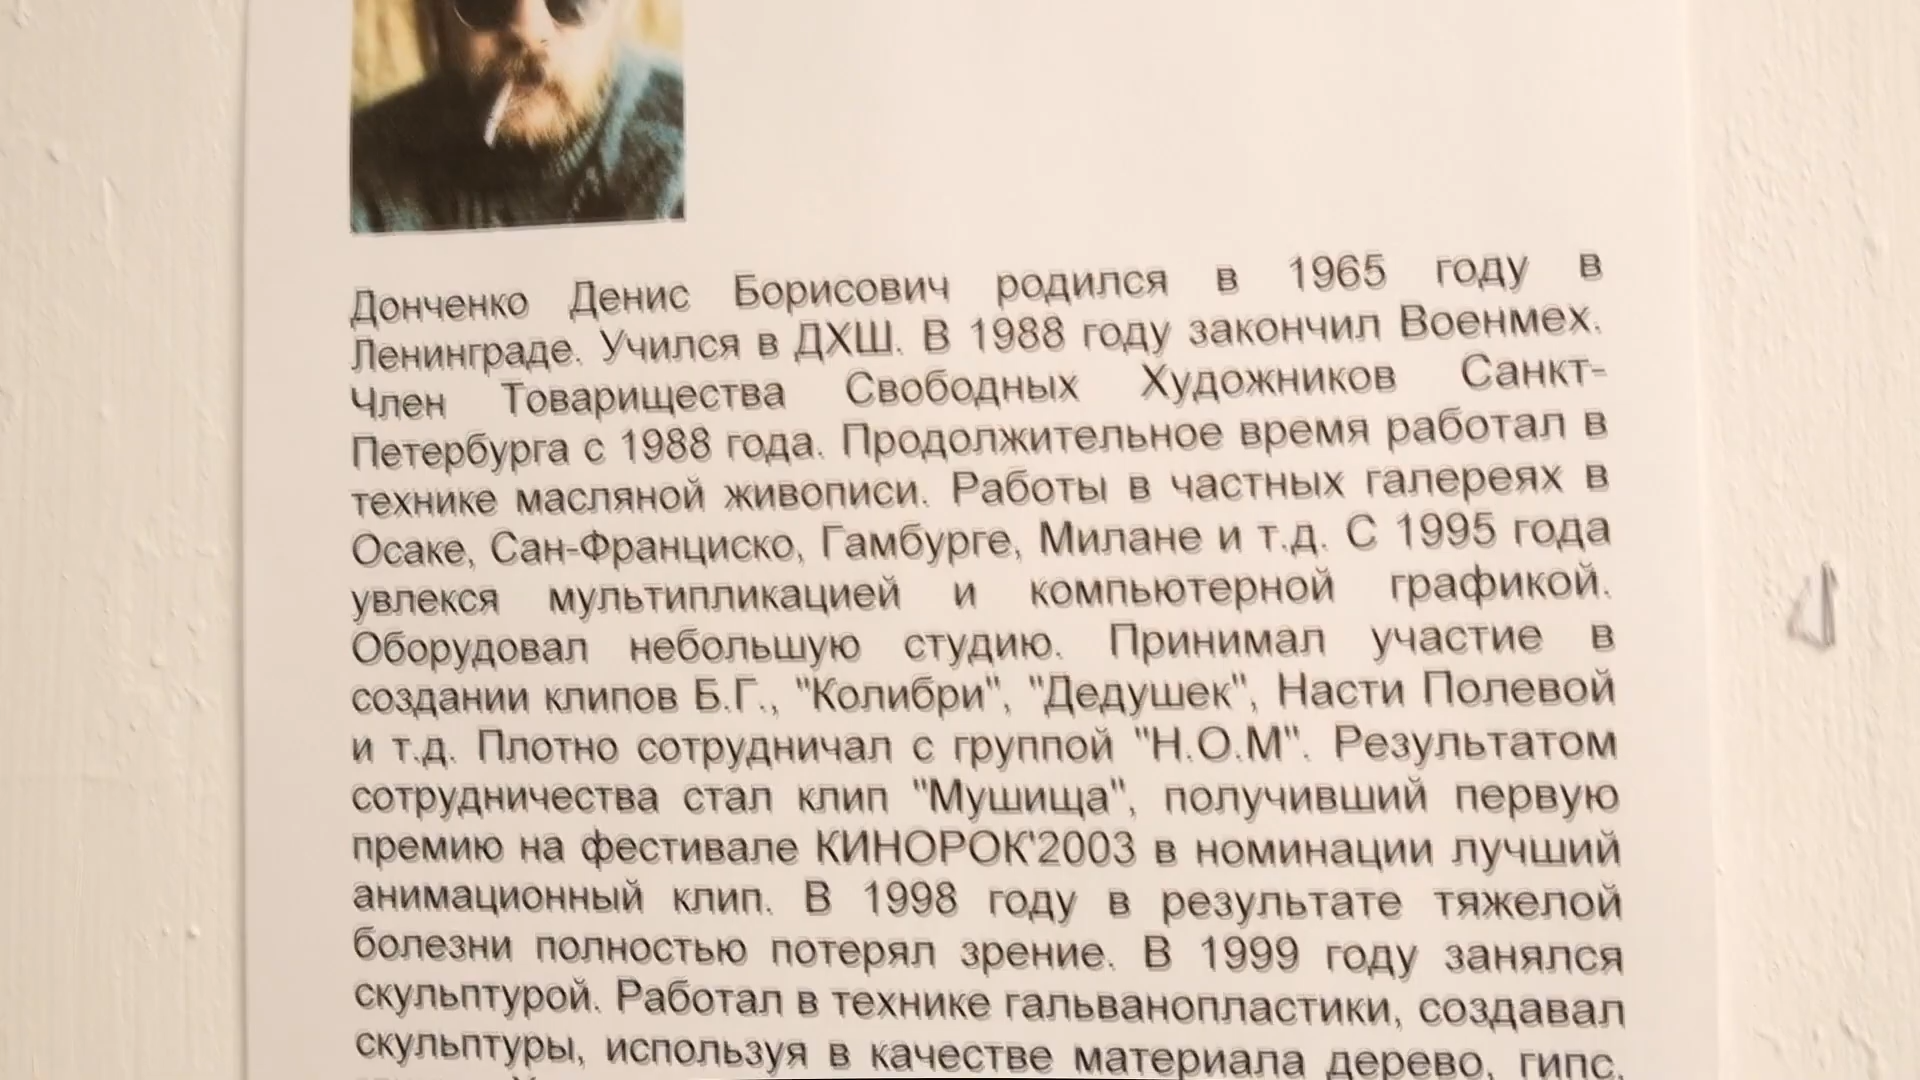 Донченко Денис Борисович родился в 1965 году в
Ленинграде. Учился в ДХШ. В 1988 году закончил Военмех.
Член Товарищества Свободных Художников Санкт-
Петербурга с 1988 года. Продолжительное время работал в
технике масляной живописи. Работы в частных галереях в
Осаке, Сан-Франциско, Гамбурге, Милане и т.д. С 1995 года
увлекся мультипликацией и компьютерной графикой.
Оборудовал небольшую студию. Принимал участие в
создании клипов Б.Г., "Колибри", "Дедушек", Насти Полевой
и т.д. Плотно сотрудничал с группой "Н.О.М". Результатом
сотрудничества стал клип "Мушища", получивший первую
премию на фестивале КИНОРОК'2003 в номинации лучший
анимационный клип. В 1998 году в результате тяжелой
болезни полностью потерял зрение. В 1999 году занялся
скульптурой. Работал в технике гальванопластики, создавал
скульптуры, используя в качестве материала дерево, гипс,